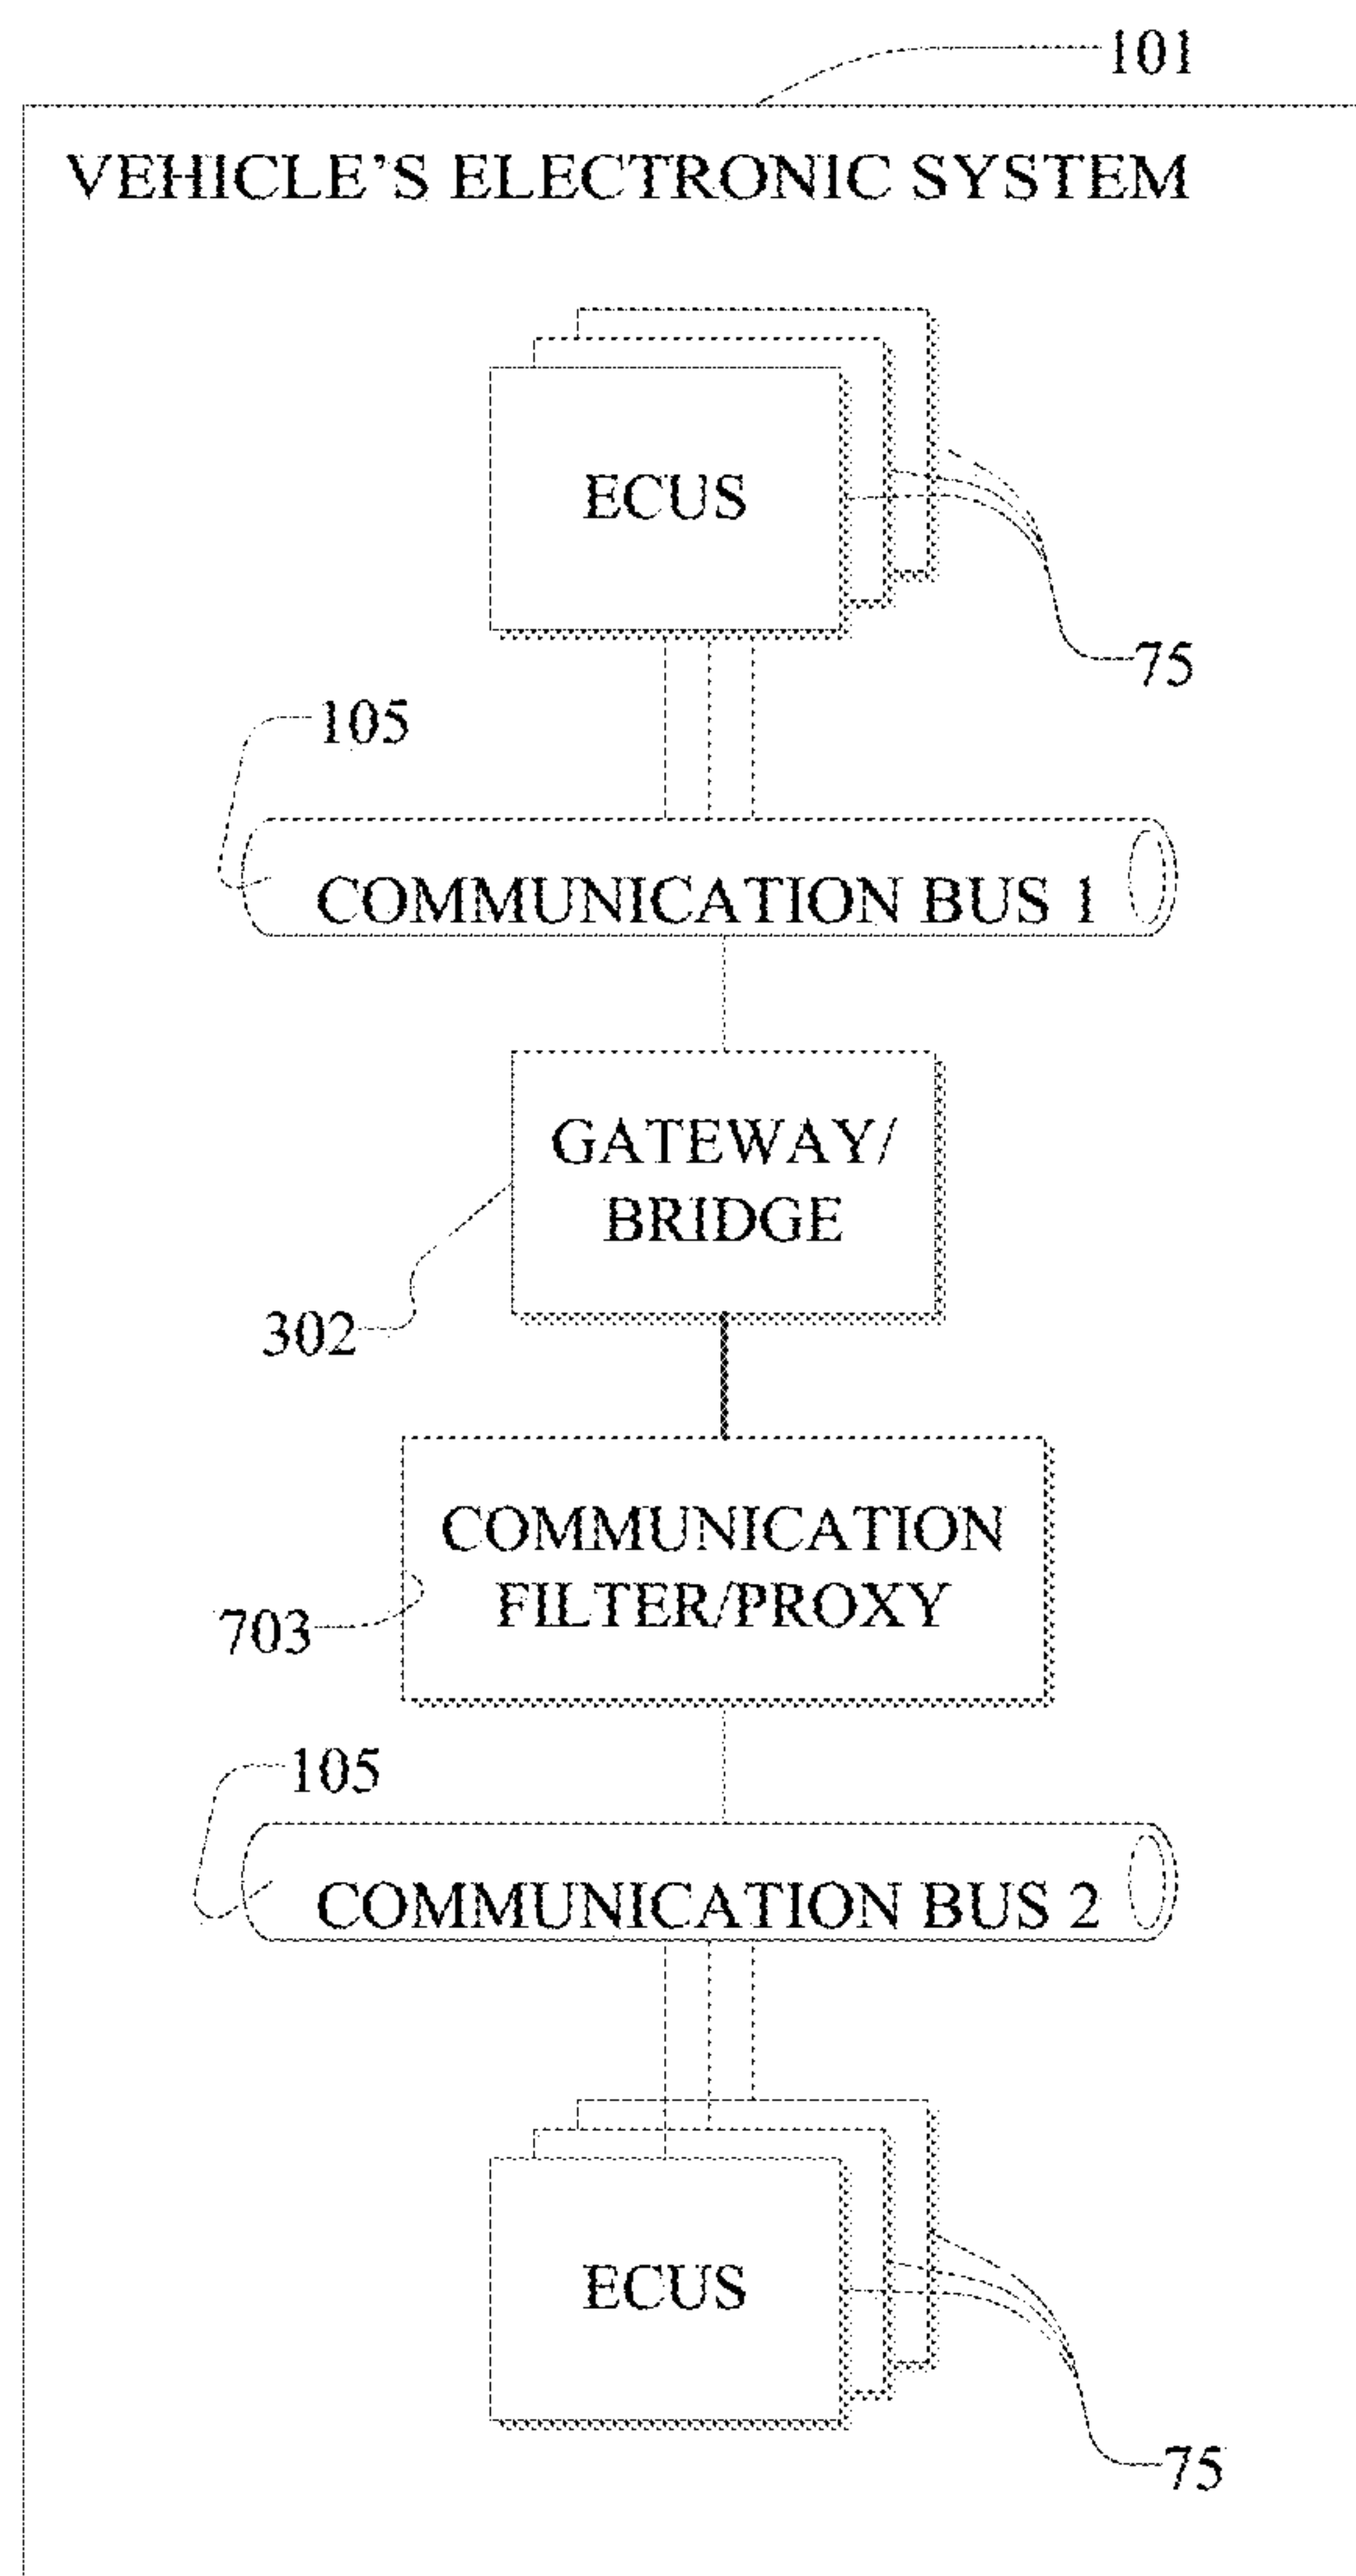 101
VEHICLE'S ELECTRONIC SYSTEM
ECUS
75
105
COMMUNICATION BUS 1
GATEWAY/
BRIDGE
302
COMMUNICATION
FILTER/PROXY
703
105
COMMUNICATION BUS 2
ECUS
75